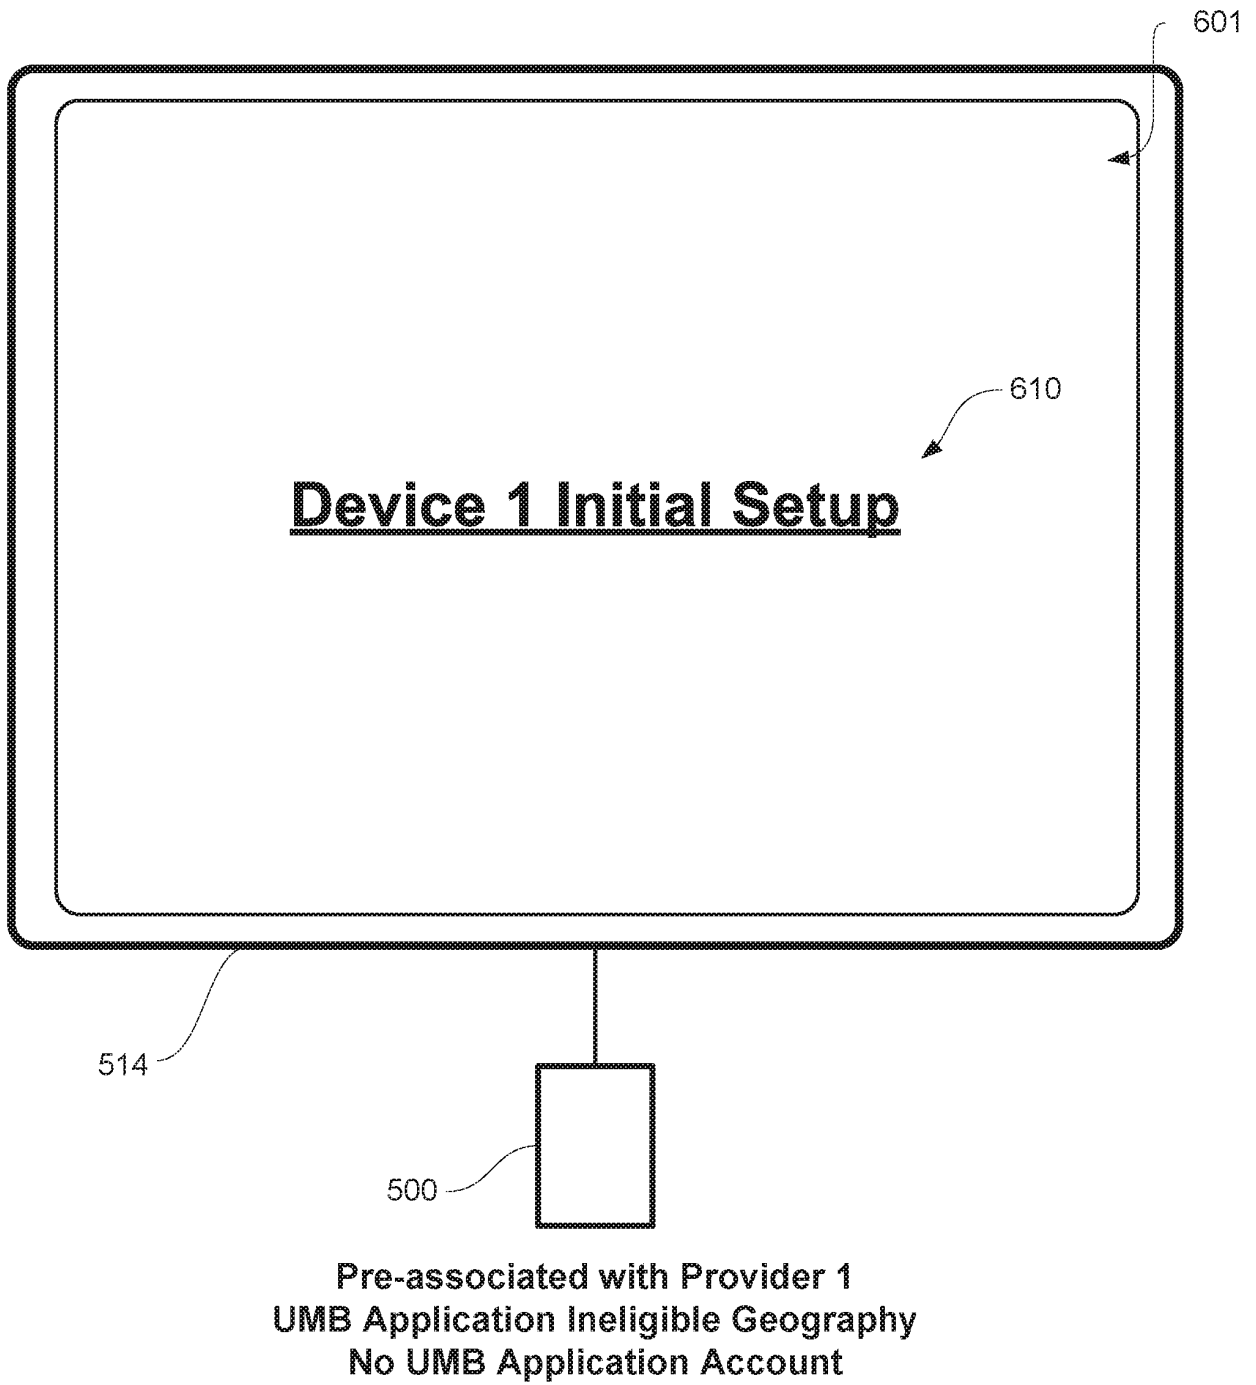 601
610
Device 1 Initial Setup
514
500
Pre-associated with Provider 1
UMB Application Ineligible Geography
No UMB Application Account